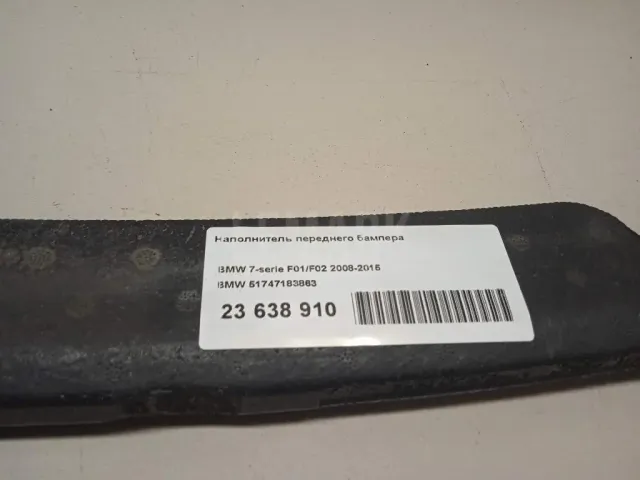 Наполнитель переднего бампера
BMW 7-serie F01/F02 2008-2015
BMW 51747183863
23 638 910